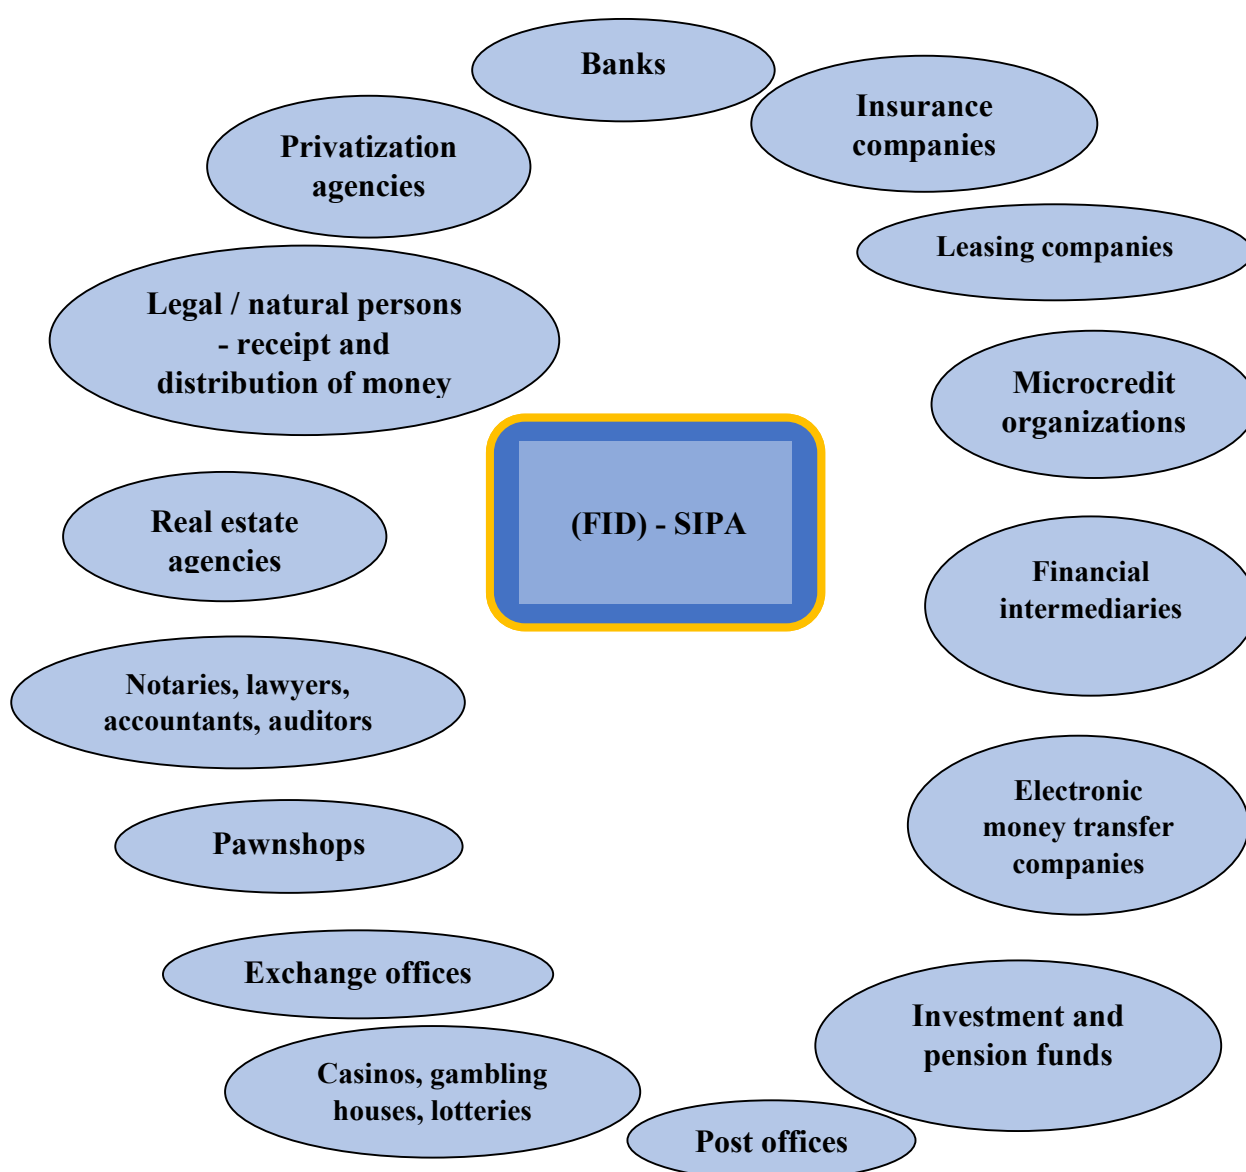 Banks
Insurance
companies
Privatization
agencies
Leasing companies
Legal / natural persons
- receipt and
distribution of money
Microcredit
organizations
(FID) - SIPA
Real estate
agencies
Financial
intermediaries
Notaries, lawyers,
accountants, auditors
Electronic
money transfer
companies
Pawnshops
Exchange offices
Investment and
pension funds
Casinos, gambling
houses, lotteries
Post offices